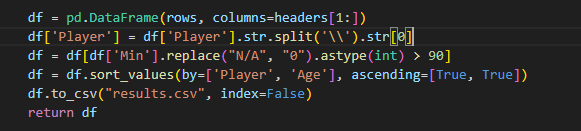 df = pd.DataFrame(rows, columns=headers[1:])
df['Player'] = df['Player'].str.split('\\').str[0]
df = df[df['Min'].replace("N/A", "0").astype(int) > 90]
df = df.sort_values(by=['Player', 'Age'], ascending=[True, True])
df.to_csv("results.csv", index=False)
return df